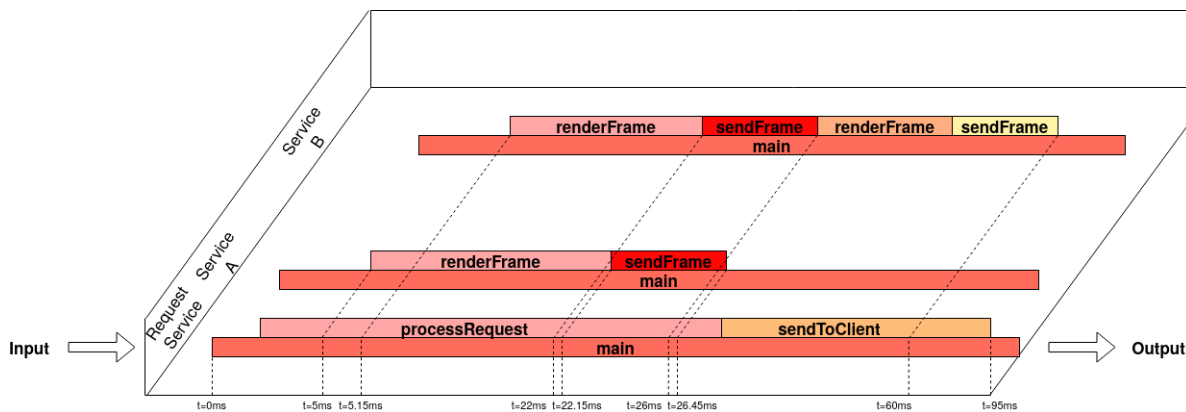 Service
B
renderFrame sendFrame renderFrame sendFrame
main
Service
A
renderFrame sendFrame
main
Request
Service
processRequest sendToClient
main
Input
Output
t=0ms t=5ms t=5.15ms t=22ms t=22.15ms t=26ms t=26.45ms t=60ms t=95ms